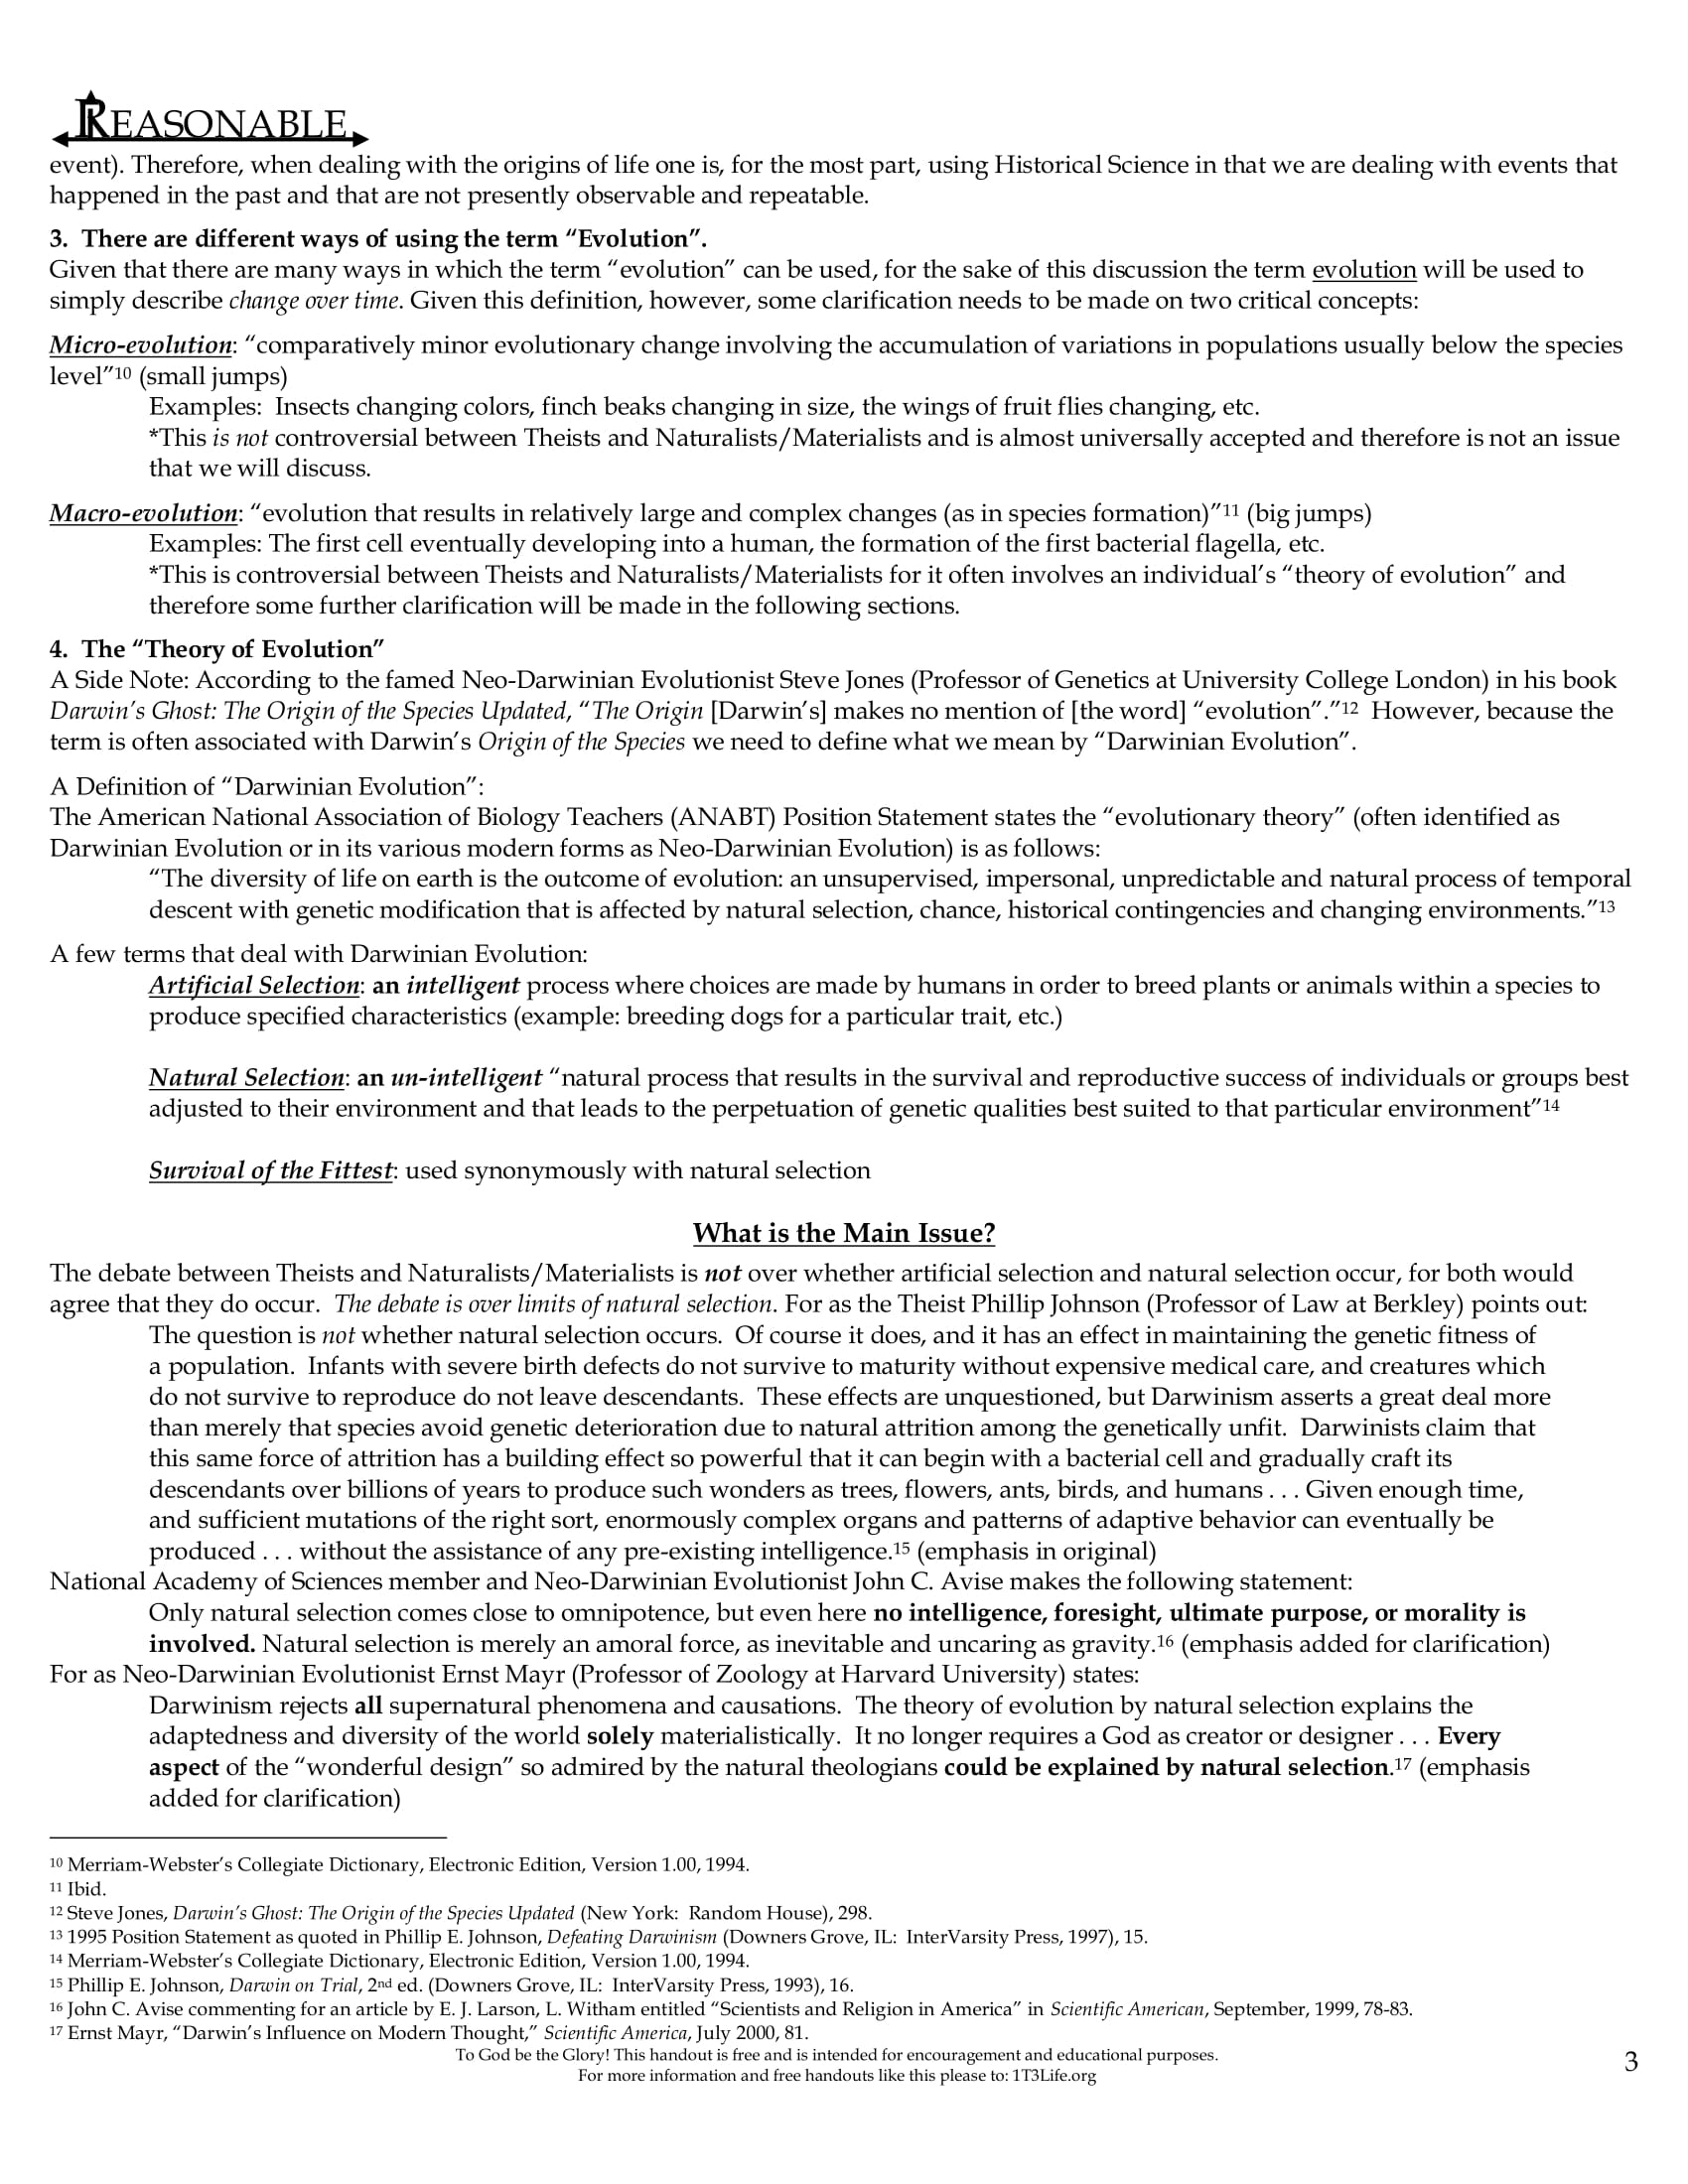 REASONABLE
event). Therefore, when dealing with the origins of life one is, for the most part, using Historical Science in that we are dealing with events that
happened in the past and that are not presently observable and repeatable.
3. There are different ways of using the term “Evolution”.
Given that there are many ways in which the term “evolution” can be used, for the sake of this discussion the term evolution will be used to
simply describe change over time. Given this definition, however, some clarification needs to be made on two critical concepts:
Micro-evolution: “comparatively minor evolutionary change involving the accumulation of variations in populations usually below the species
level”10 (small jumps)
Examples: Insects changing colors, finch beaks changing in size, the wings of fruit flies changing, etc.
*This is not controversial between Theists and Naturalists/Materialists and is almost universally accepted and therefore is not an issue
that we will discuss.
Macro-evolution: “evolution that results in relatively large and complex changes (as in species formation)”11 (big jumps)
Examples: The first cell eventually developing into a human, the formation of the first bacterial flagella, etc.
*This is controversial between Theists and Naturalists/Materialists for it often involves an individual’s “theory of evolution” and
therefore some further clarification will be made in the following sections.
4. The “Theory of Evolution”
A Side Note: According to the famed Neo-Darwinian Evolutionist Steve Jones (Professor of Genetics at University College London) in his book
Darwin’s Ghost: The Origin of the Species Updated, “The Origin [Darwin’s] makes no mention of [the word] “evolution”.”12 However, because the
term is often associated with Darwin’s Origin of the Species we need to define what we mean by “Darwinian Evolution”.
A Definition of “Darwinian Evolution”:
The American National Association of Biology Teachers (ANABT) Position Statement states the “evolutionary theory” (often identified as
Darwinian Evolution or in its various modern forms as Neo-Darwinian Evolution) is as follows:
“The diversity of life on earth is the outcome of evolution: an unsupervised, impersonal, unpredictable and natural process of temporal
descent with genetic modification that is affected by natural selection, chance, historical contingencies and changing environments.”13
A few terms that deal with Darwinian Evolution:
Artificial Selection: an intelligent process where choices are made by humans in order to breed plants or animals within a species to
produce specified characteristics (example: breeding dogs for a particular trait, etc.)
Natural Selection: an un-intelligent “natural process that results in the survival and reproductive success of individuals or groups best
adjusted to their environment and that leads to the perpetuation of genetic qualities best suited to that particular environment”14
Survival of the Fittest: used synonymously with natural selection
What is the Main Issue?
The debate between Theists and Naturalists/Materialists is not over whether artificial selection and natural selection occur, for both would
agree that they do occur. The debate is over limits of natural selection. For as the Theist Phillip Johnson (Professor of Law at Berkley) points out:
The question is not whether natural selection occurs. Of course it does, and it has an effect in maintaining the genetic fitness of
a population. Infants with severe birth defects do not survive to maturity without expensive medical care, and creatures which
do not survive to reproduce do not leave descendants. These effects are unquestioned, but Darwinism asserts a great deal more
than merely that species avoid genetic deterioration due to natural attrition among the genetically unfit. Darwinists claim that
this same force of attrition has a building effect so powerful that it can begin with a bacterial cell and gradually craft its
descendants over billions of years to produce such wonders as trees, flowers, ants, birds, and humans . . . Given enough time,
and sufficient mutations of the right sort, enormously complex organs and patterns of adaptive behavior can eventually be
produced . . . without the assistance of any pre-existing intelligence.15 (emphasis in original)
National Academy of Sciences member and Neo-Darwinian Evolutionist John C. Avise makes the following statement:
Only natural selection comes close to omnipotence, but even here no intelligence, foresight, ultimate purpose, or morality is
involved. Natural selection is merely an amoral force, as inevitable and uncaring as gravity.16 (emphasis added for clarification)
For as Neo-Darwinian Evolutionist Ernst Mayr (Professor of Zoology at Harvard University) states:
Darwinism rejects all supernatural phenomena and causations. The theory of evolution by natural selection explains the
adaptedness and diversity of the world solely materialistically. It no longer requires a God as creator or designer . . . Every
aspect of the “wonderful design” so admired by the natural theologians could be explained by natural selection.17 (emphasis
added for clarification)
10 Merriam-Webster’s Collegiate Dictionary, Electronic Edition, Version 1.00, 1994.
11 Ibid.
12 Steve Jones, Darwin’s Ghost: The Origin of the Species Updated (New York: Random House), 298.
13 1995 Position Statement as quoted in Phillip E. Johnson, Defeating Darwinism (Downers Grove, IL: InterVarsity Press, 1997), 15.
14 Merriam-Webster’s Collegiate Dictionary, Electronic Edition, Version 1.00, 1994.
15 Phillip E. Johnson, Darwin on Trial, 2nd ed. (Downers Grove, IL: InterVarsity Press, 1993), 16.
16 John C. Avise commenting for an article by E. J. Larson, L. Witham entitled “Scientists and Religion in America” in Scientific American, September, 1999, 78-83.
17 Ernst Mayr, “Darwin’s Influence on Modern Thought,” Scientific America, July 2000, 81.
To God be the Glory! This handout is free and is intended for encouragement and educational purposes.
For more information and free handouts like this please to: 1T3Life.org
3